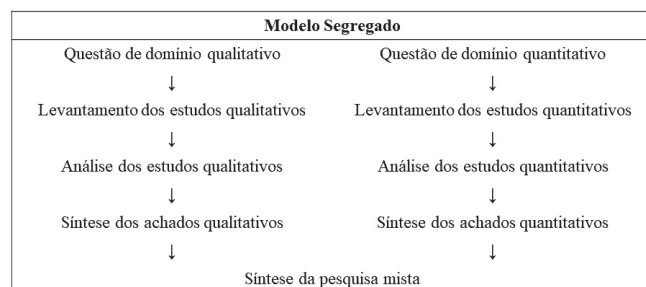 Modelo Segregado
Questão de domínio qualitativo Questão de domínio quantitativo
↓ ↓
Levantamento dos estudos qualitativos Levantamento dos estudos quantitativos
↓ ↓
Análise dos estudos qualitativos Análise dos estudos quantitativos
↓ ↓
Síntese dos achados qualitativos Síntese dos achados quantitativos
↓ ↓
Síntese da pesquisa mista